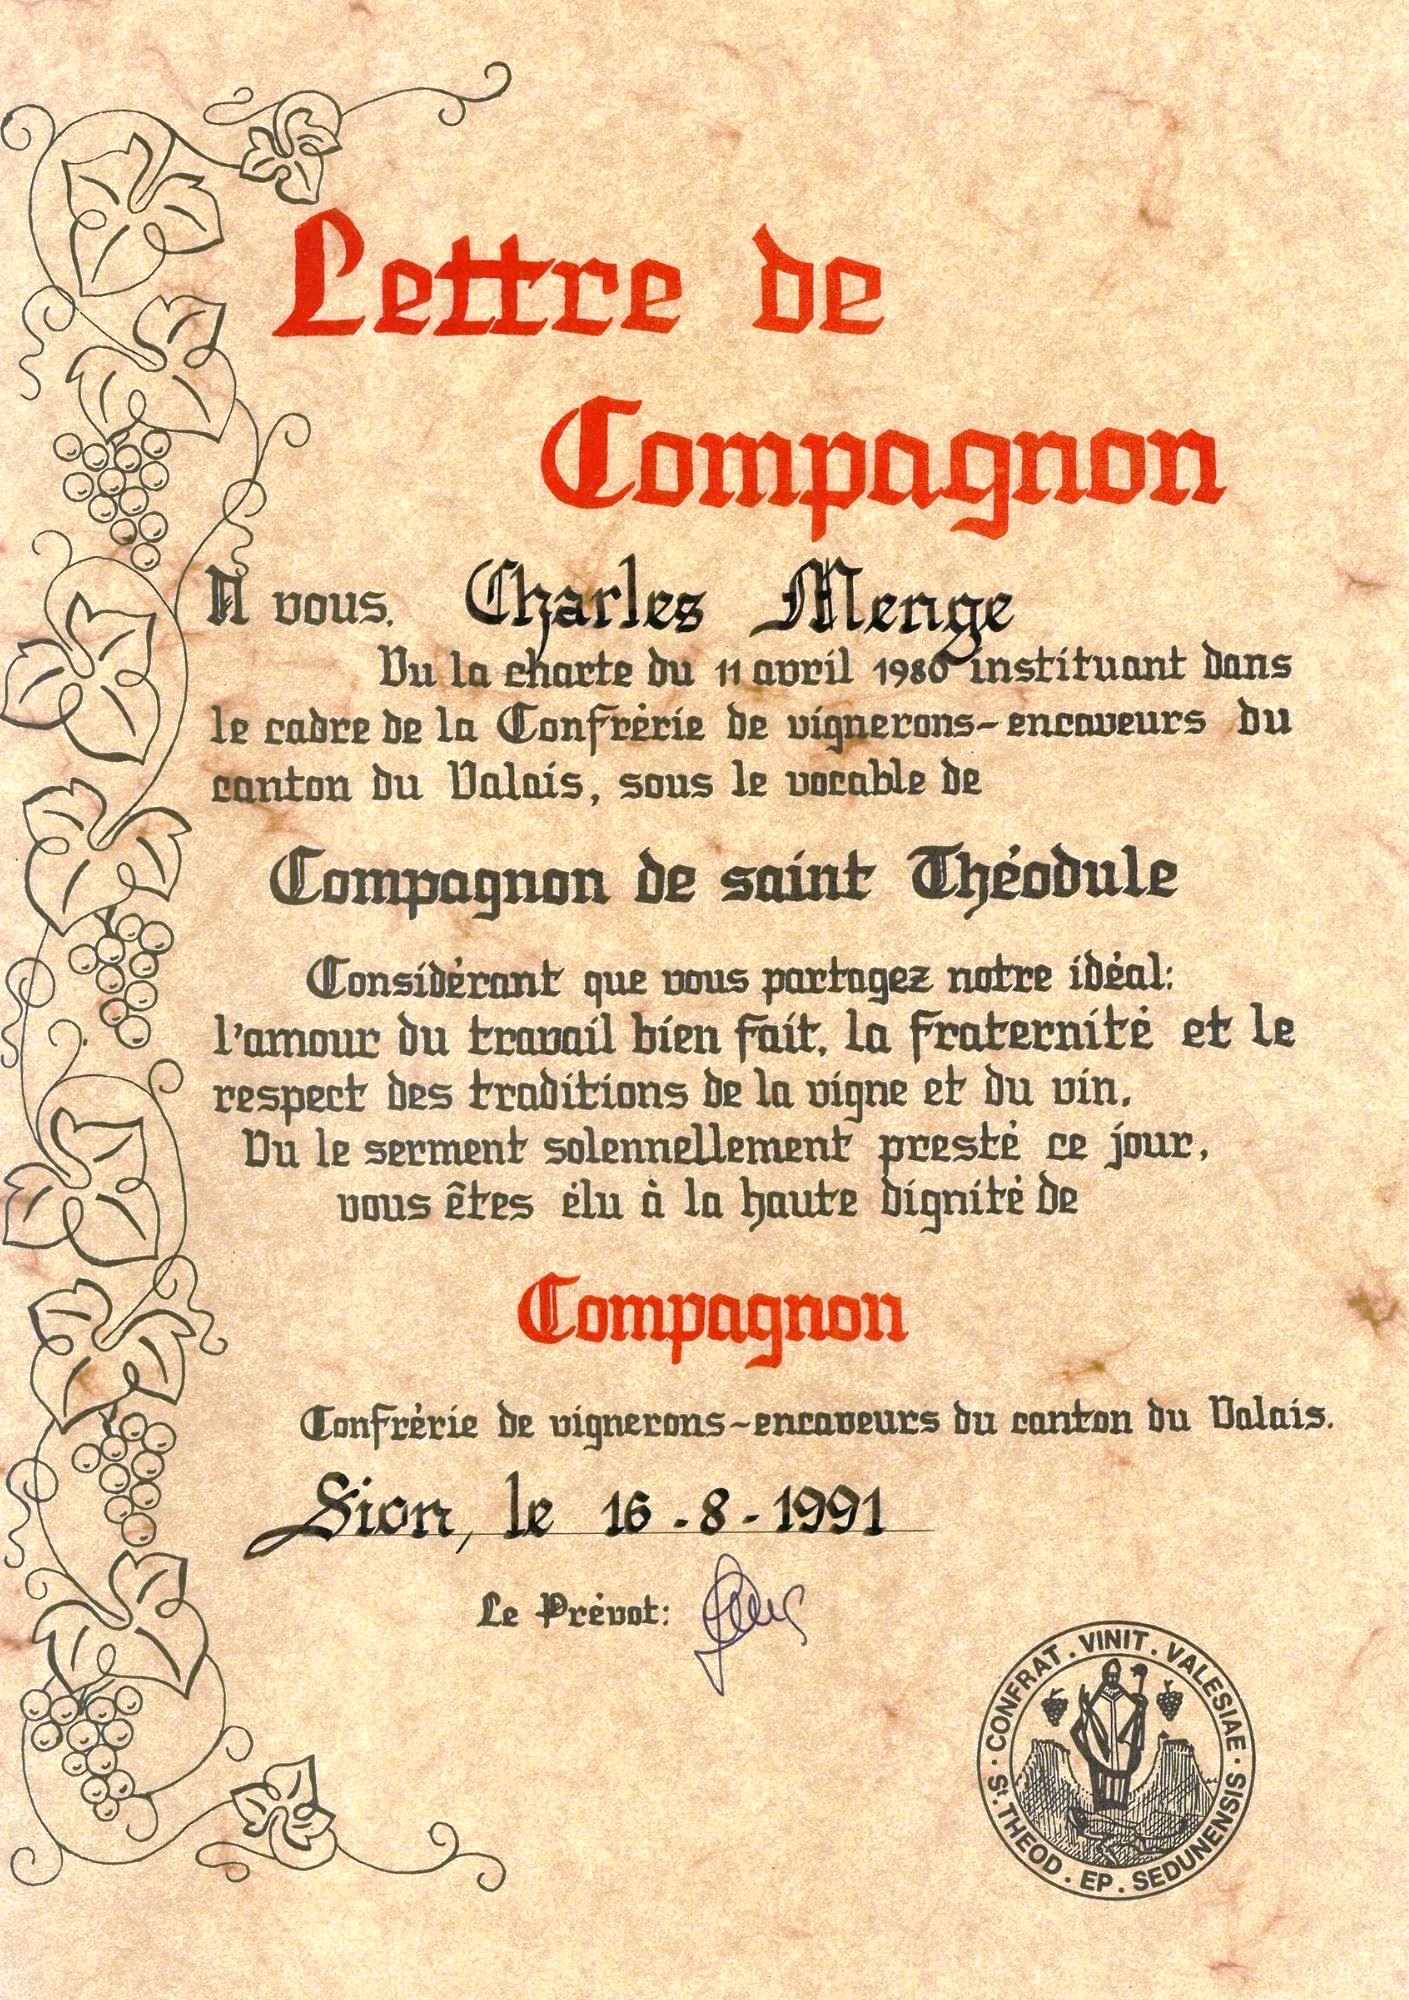 Lettre de
Compagnon
A vous, Charles Menge
Vu la charte du 11 avril 1980 instituant dans
le cadre de la Confrérie de vignerons-encaveurs du
canton du Valais, sous le vocable de
Compagnon de saint Théodule
Considérant que vous partagez notre idéal:
l'amour du travail bien fait, la fraternité et le
respect des traditions de la vigne et du vin,
Vu le serment solennellement presté ce jour,
vous êtes élu à la haute dignité de
Compagnon
Confrérie de vignerons-encaveurs du canton du Valais.
Sion, le 16-8-1991
Le Prévot:
CONFRAT. VINIT. VALESIAE.
St. THEOD. EP. SEDUNENSIS